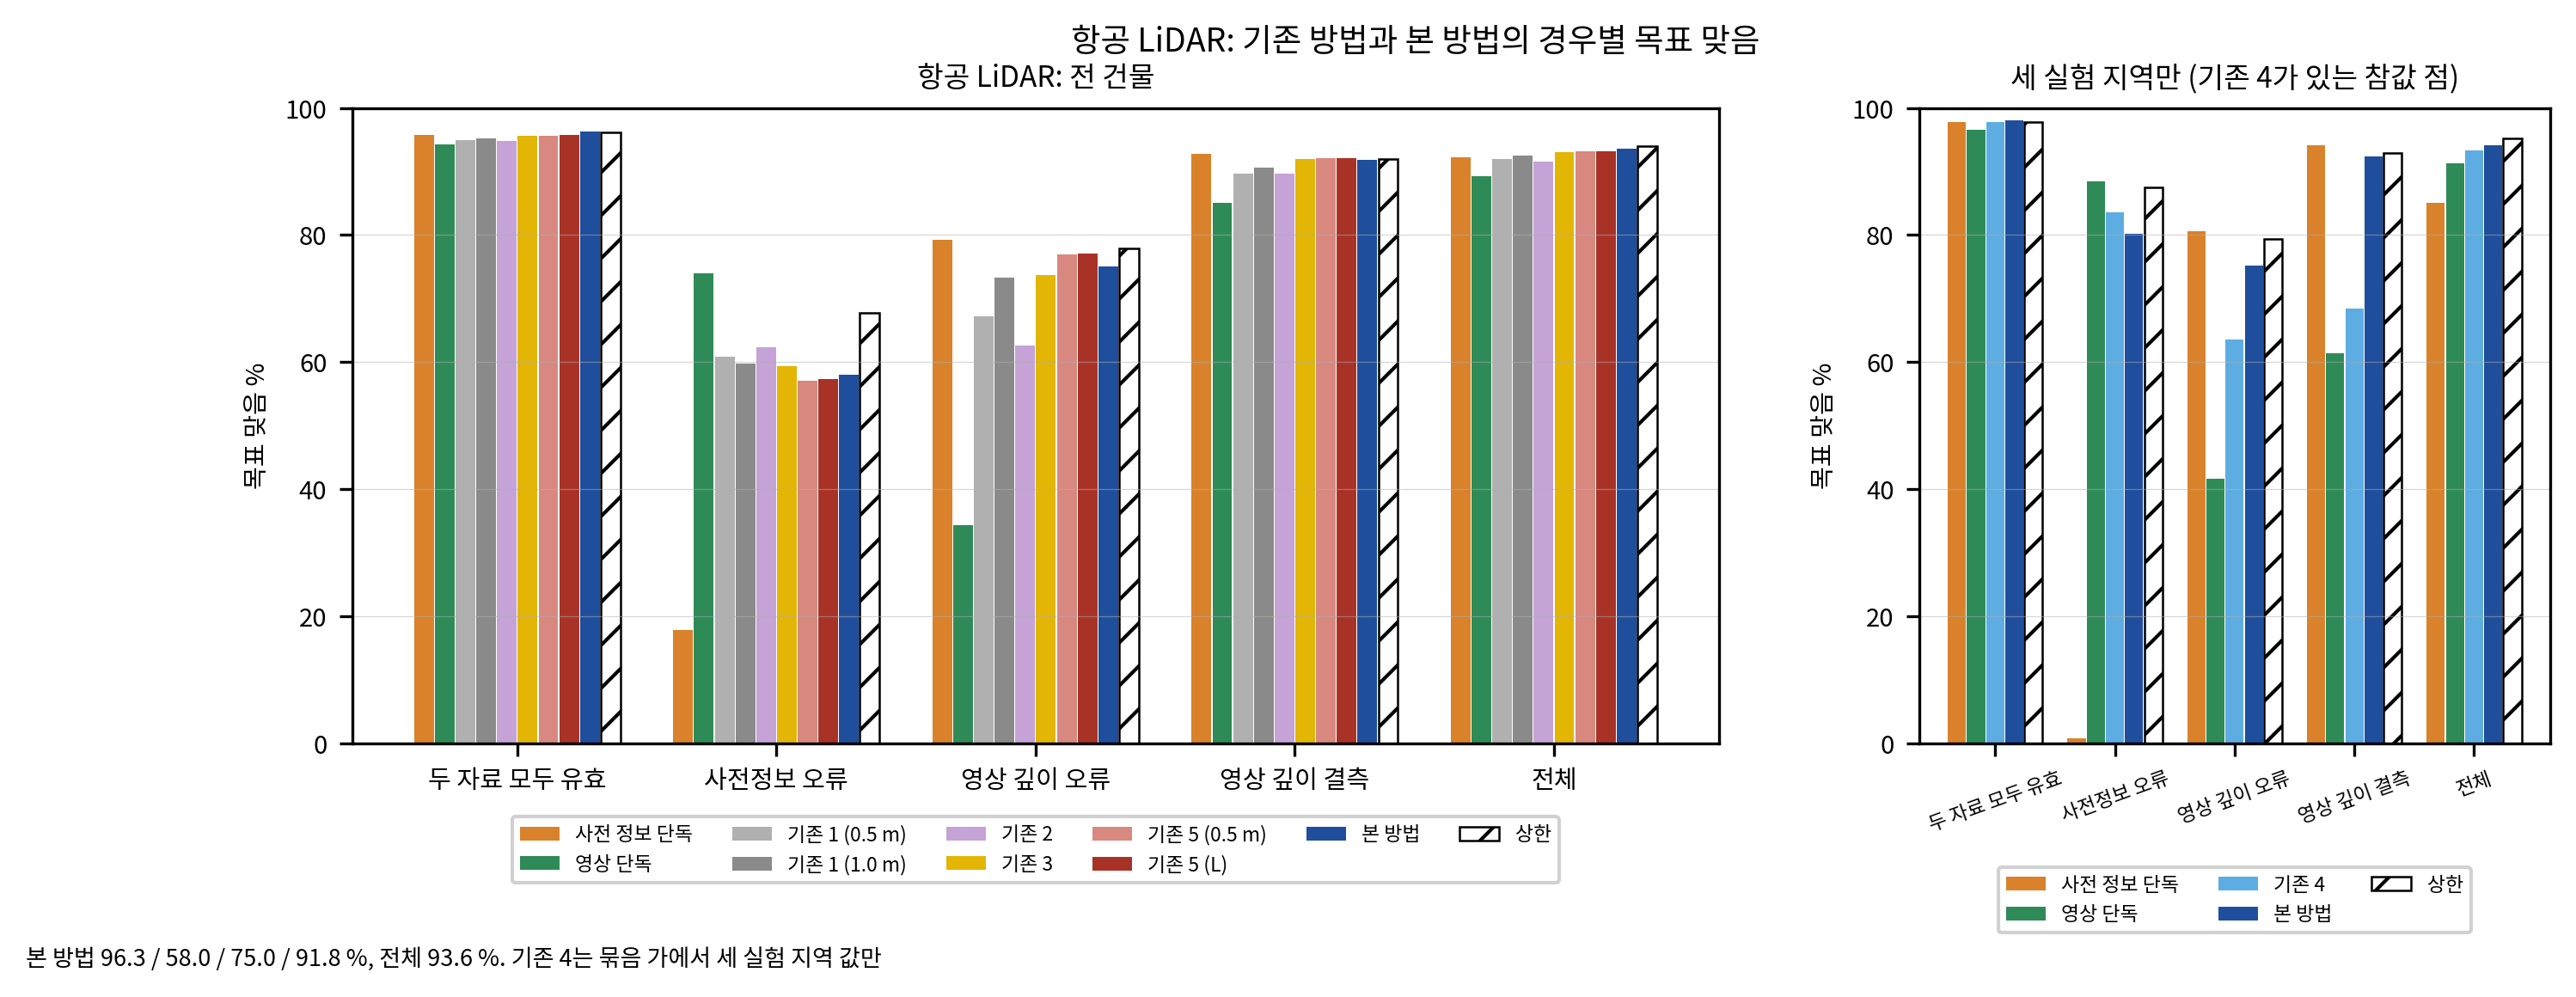 항공 LiDAR: 기존 방법과 본 방법의 경우별 목표 맞음
항공 LiDAR: 전 건물
목표 맞음 %
100
80
60
40
20
0
두 자료 모두 유효
사전정보 오류
영상 깊이 오류
영상 깊이 결측
전체
사전 정보 단독
영상 단독
기존 1 (0.5 m)
기존 1 (1.0 m)
기존 2
기존 3
기존 5 (0.5 m)
기존 5 (L)
본 방법
상한
세 실험 지역만 (기존 4가 있는 참값 점)
목표 맞음 %
100
80
60
40
20
0
두 자료 모두 유효
사전정보 오류
영상 깊이 오류
영상 깊이 결측
전체
사전 정보 단독
영상 단독
기존 4
본 방법
상한
본 방법 96.3 / 58.0 / 75.0 / 91.8 %, 전체 93.6 %. 기존 4는 묶음 가에서 세 실험 지역 값만